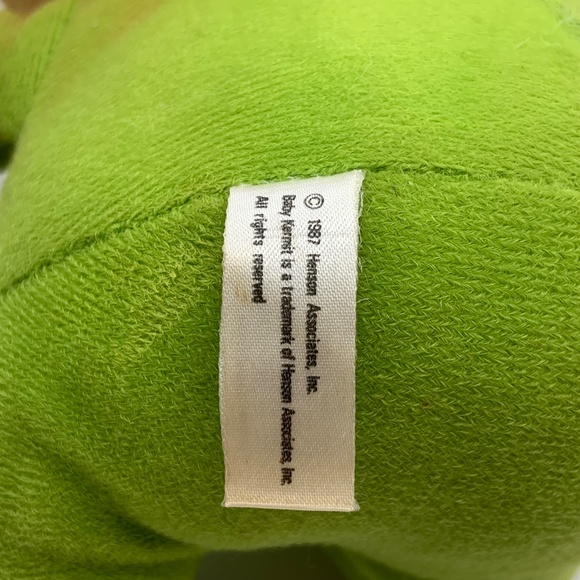 © 1987 Henson Associates, Inc.
Baby Kermit is a trademark of Henson Associates, Inc.
All rights reserved